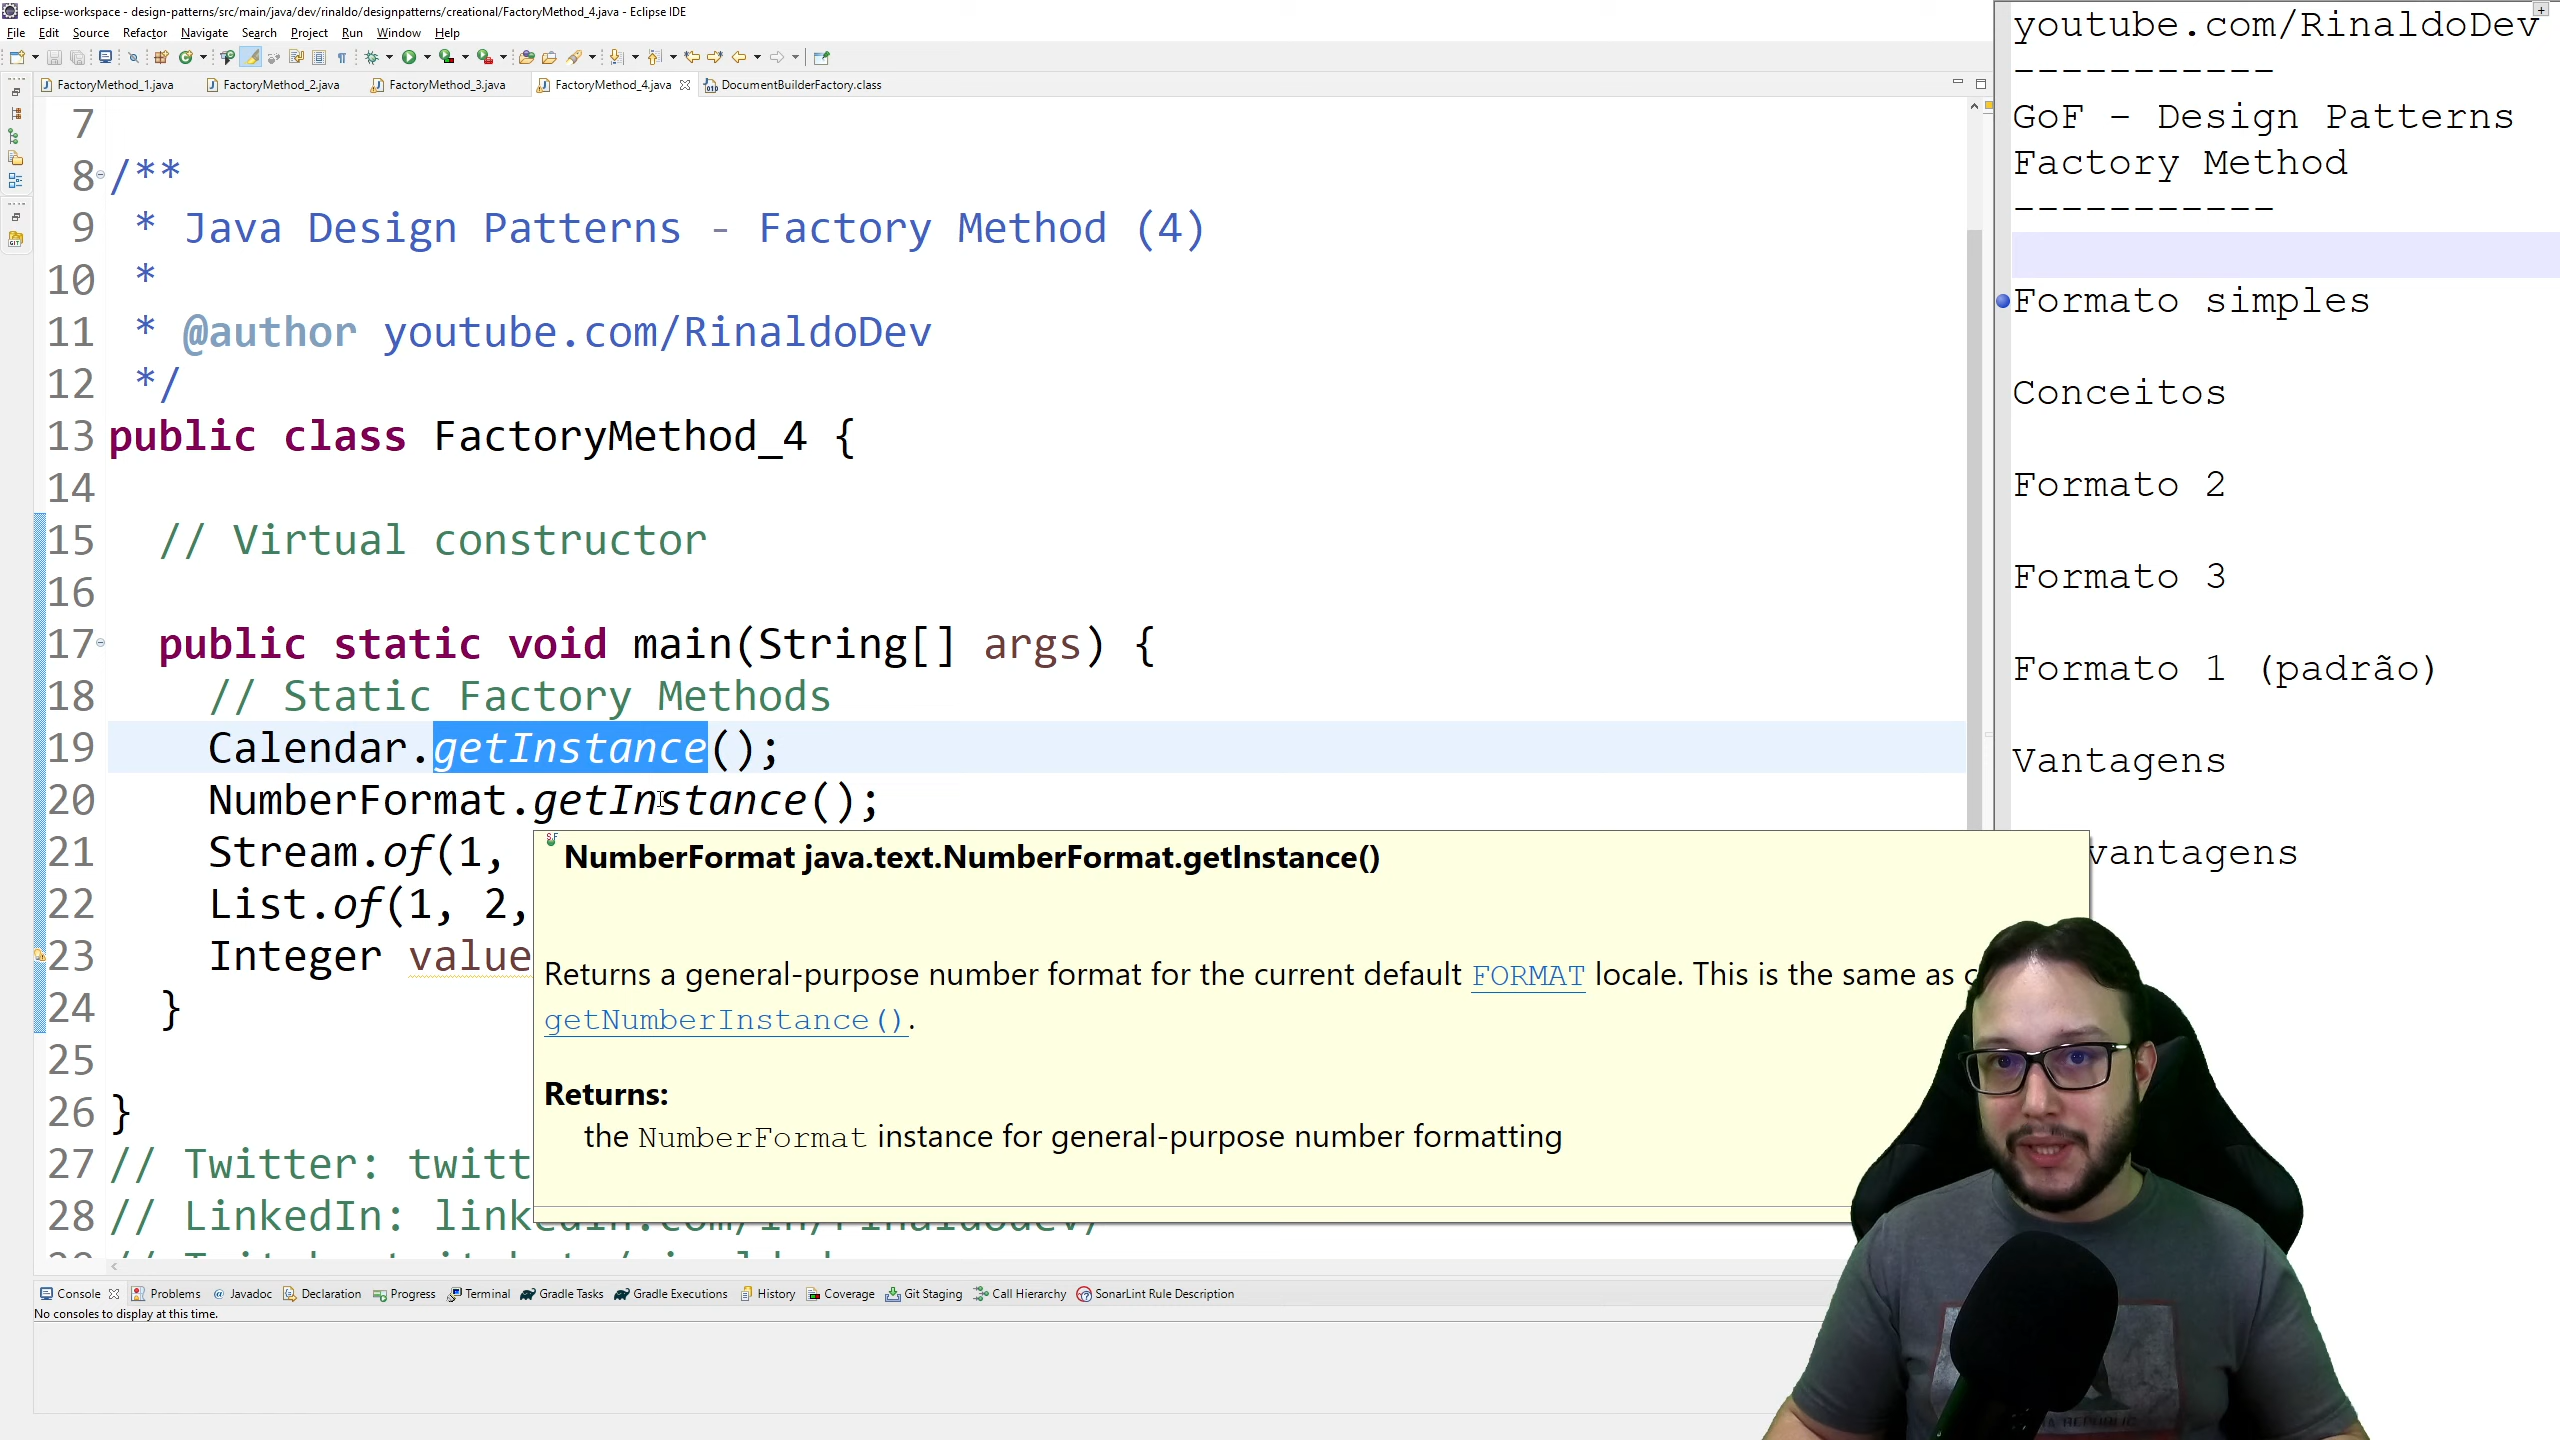 eclipse-workspace - design-patterns/src/main/java/dev/rinaldo/designpatterns/creational/FactoryMethod_4.java - Eclipse IDE
File Edit Source Refactor Navigate Search Project Run Window Help
FactoryMethod_1.java FactoryMethod_2.java FactoryMethod_3.java FactoryMethod_4.java DocumentBuilderFactory.class
7
8 /**
9 * Java Design Patterns - Factory Method (4)
10 *
11 * @author youtube.com/RinaldoDev
12 */
13 public class FactoryMethod_4 {
14
15 // Virtual constructor
16
17 public static void main(String[] args) {
18 // Static Factory Methods
19 Calendar.getInstance();
20 NumberFormat.getInstance();
21 Stream.of(1,
22 List.of(1, 2,
23 Integer value
24 }
25
26 }
27 // Twitter: twitt
28 // LinkedIn: linkedin.com/in/rinaldodev/
NumberFormat java.text.NumberFormat.getInstance()
Returns a general-purpose number format for the current default FORMAT locale. This is the same as
getNumberInstance().
Returns:
the NumberFormat instance for general-purpose number formatting
Console Problems @ Javadoc Declaration Progress Terminal Gradle Tasks Gradle Executions History Coverage Git Staging Call Hierarchy SonarLint Rule Description
No consoles to display at this time.
youtube.com/RinaldoDev
-----------
GoF - Design Patterns
Factory Method
-----------
Formato simples
Conceitos
Formato 2
Formato 3
Formato 1 (padrão)
Vantagens
vantagens